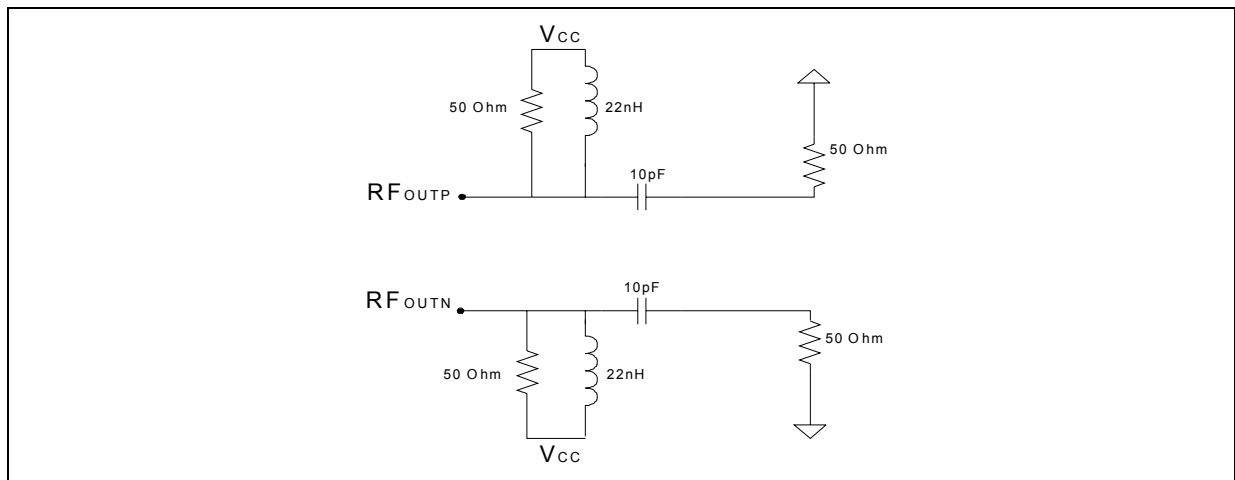 VCC
50 Ohm
22nH
50 Ohm
10pF
RFOUTP
10pF
RFOUTN
50 Ohm
50 Ohm
22nH
VCC